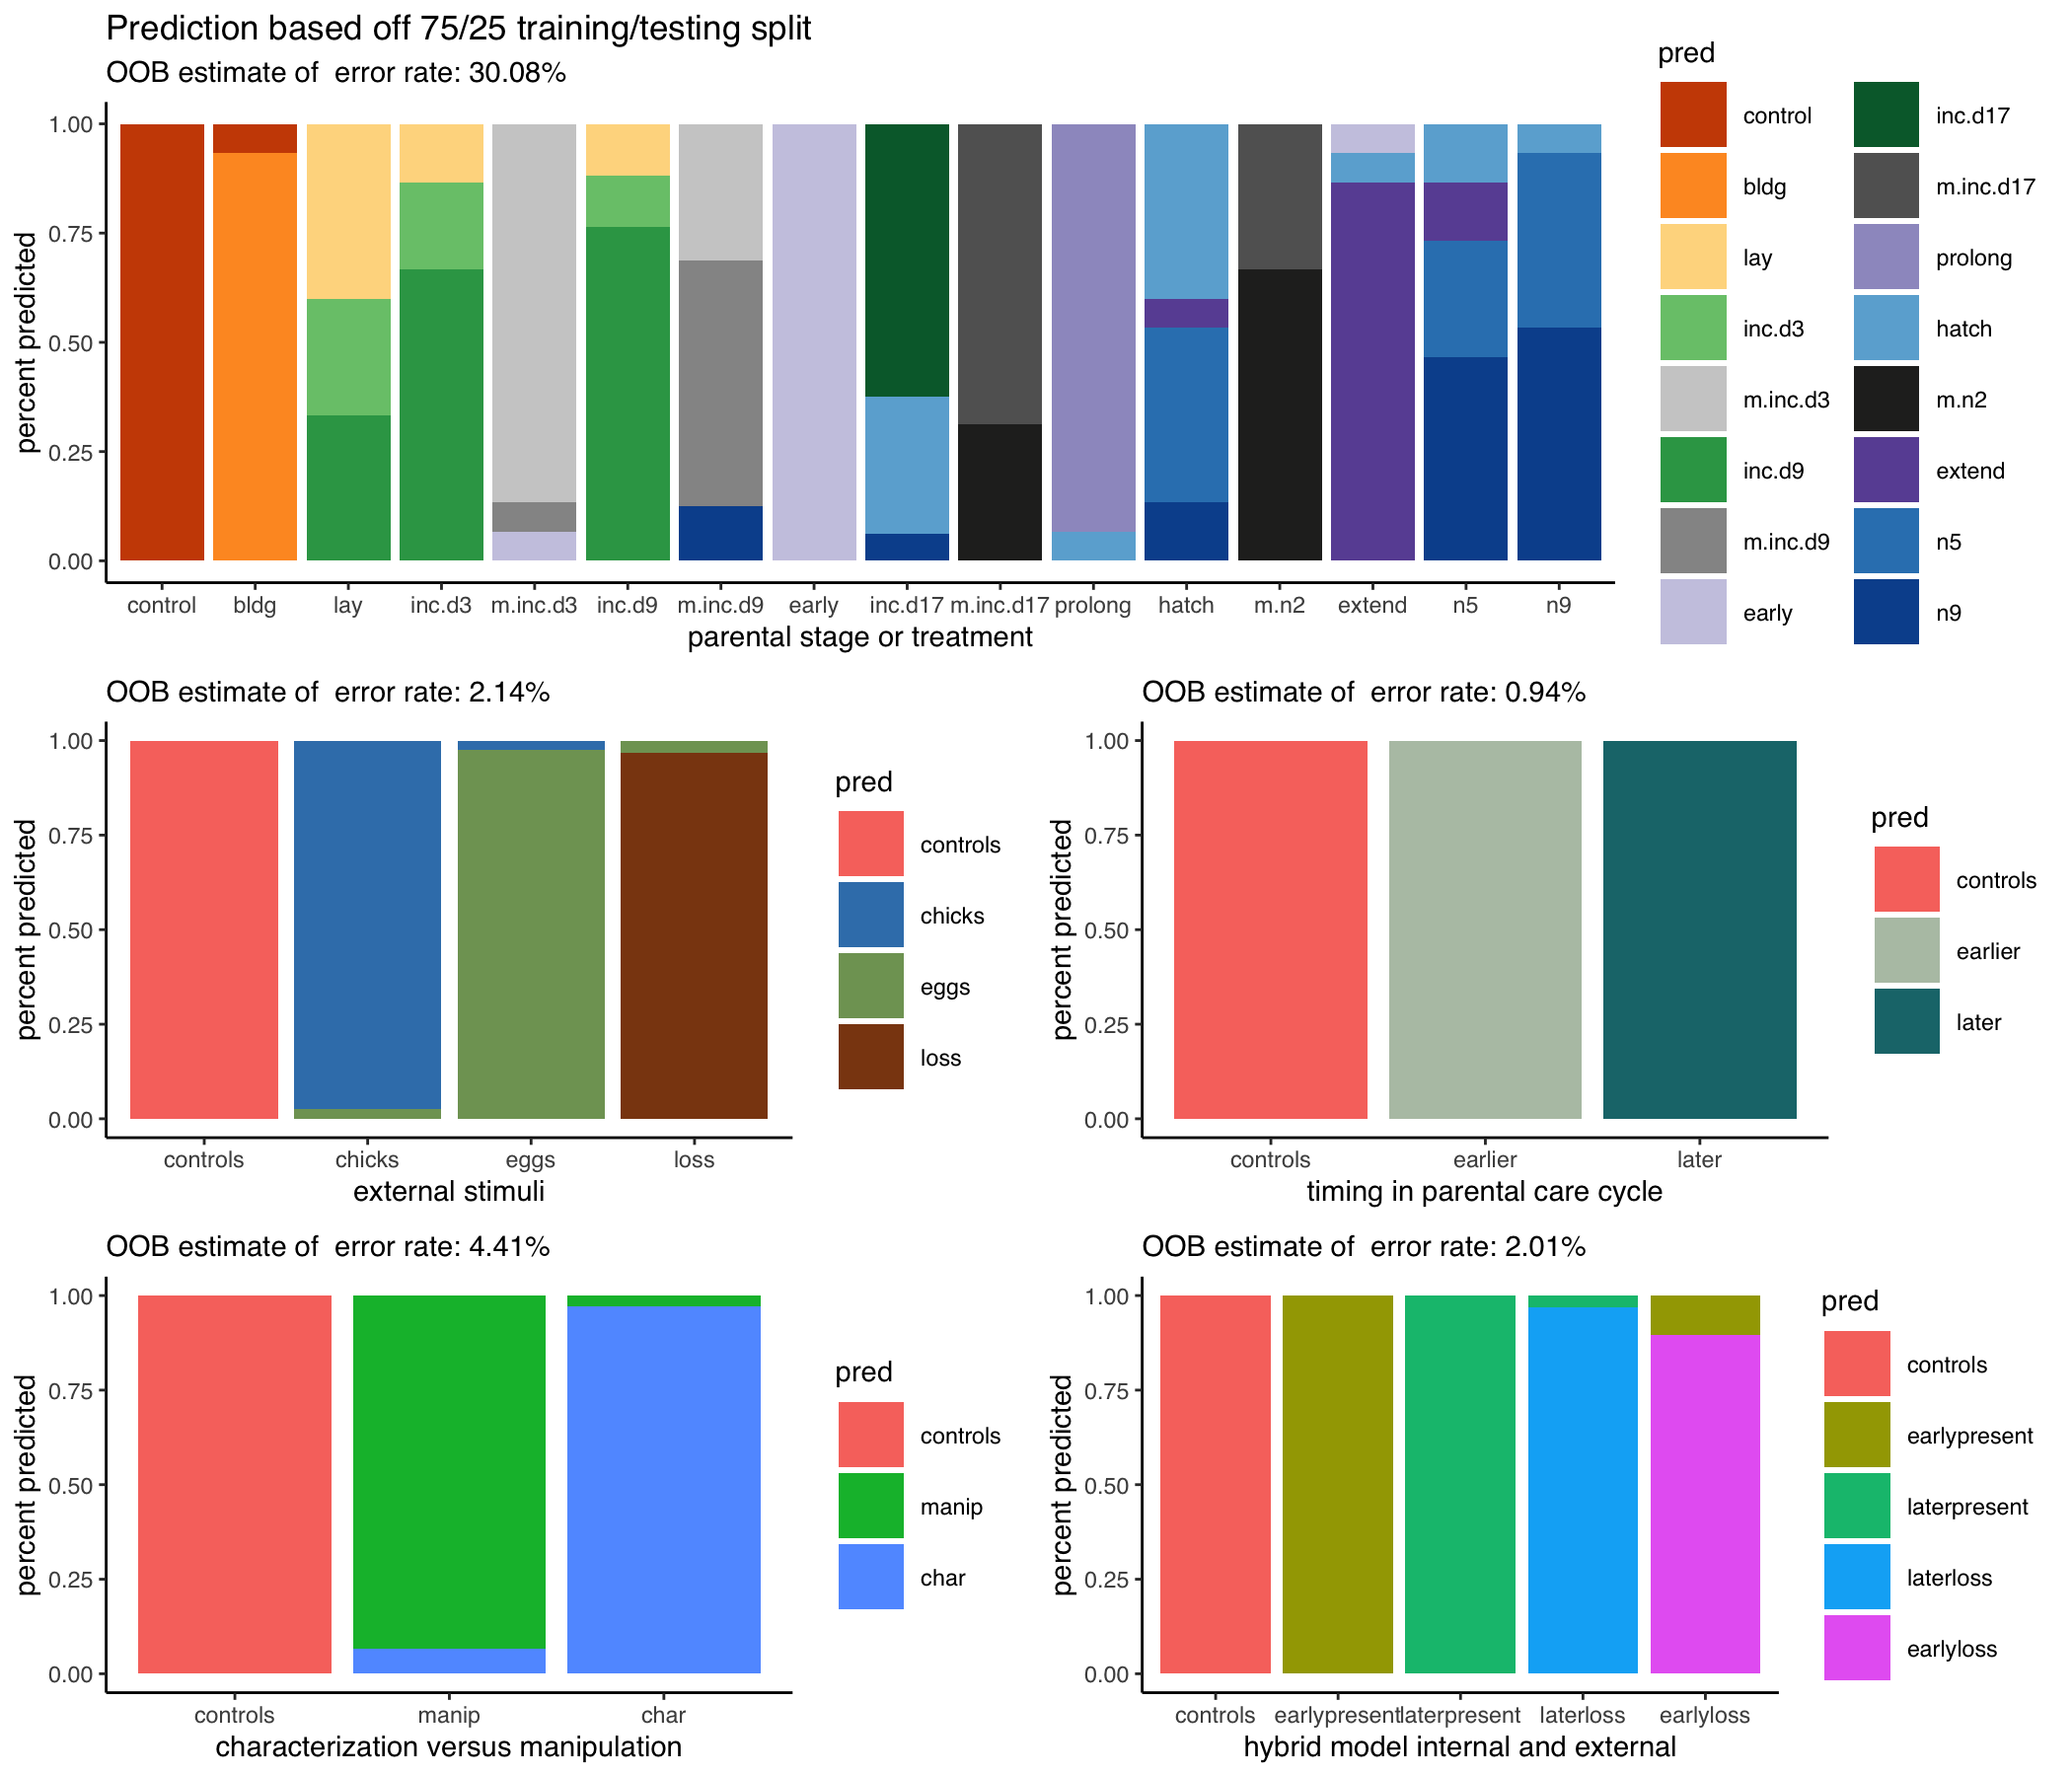 Prediction based off 75/25 training/testing split
OOB estimate of  error rate: 30.08%
percent predicted
1.00
0.75
0.50
0.25
0.00
control bldg lay inc.d3 m.inc.d3 inc.d9 m.inc.d9 early inc.d17 m.inc.d17 prolong hatch m.n2 extend n5 n9
parental stage or treatment
pred
control
bldg
lay
inc.d3
m.inc.d3
inc.d9
m.inc.d9
early
inc.d17
m.inc.d17
prolong
hatch
m.n2
extend
n5
n9
OOB estimate of  error rate: 2.14%
percent predicted
1.00
0.75
0.50
0.25
0.00
controls chicks eggs loss
external stimuli
pred
controls
chicks
eggs
loss
OOB estimate of  error rate: 0.94%
percent predicted
1.00
0.75
0.50
0.25
0.00
controls earlier later
timing in parental care cycle
pred
controls
earlier
later
OOB estimate of  error rate: 4.41%
percent predicted
1.00
0.75
0.50
0.25
0.00
controls manip char
characterization versus manipulation
pred
controls
manip
char
OOB estimate of  error rate: 2.01%
percent predicted
1.00
0.75
0.50
0.25
0.00
controls earlypresent laterpresent laterloss earlyloss
hybrid model internal and external
pred
controls
earlypresent
laterpresent
laterloss
earlyloss